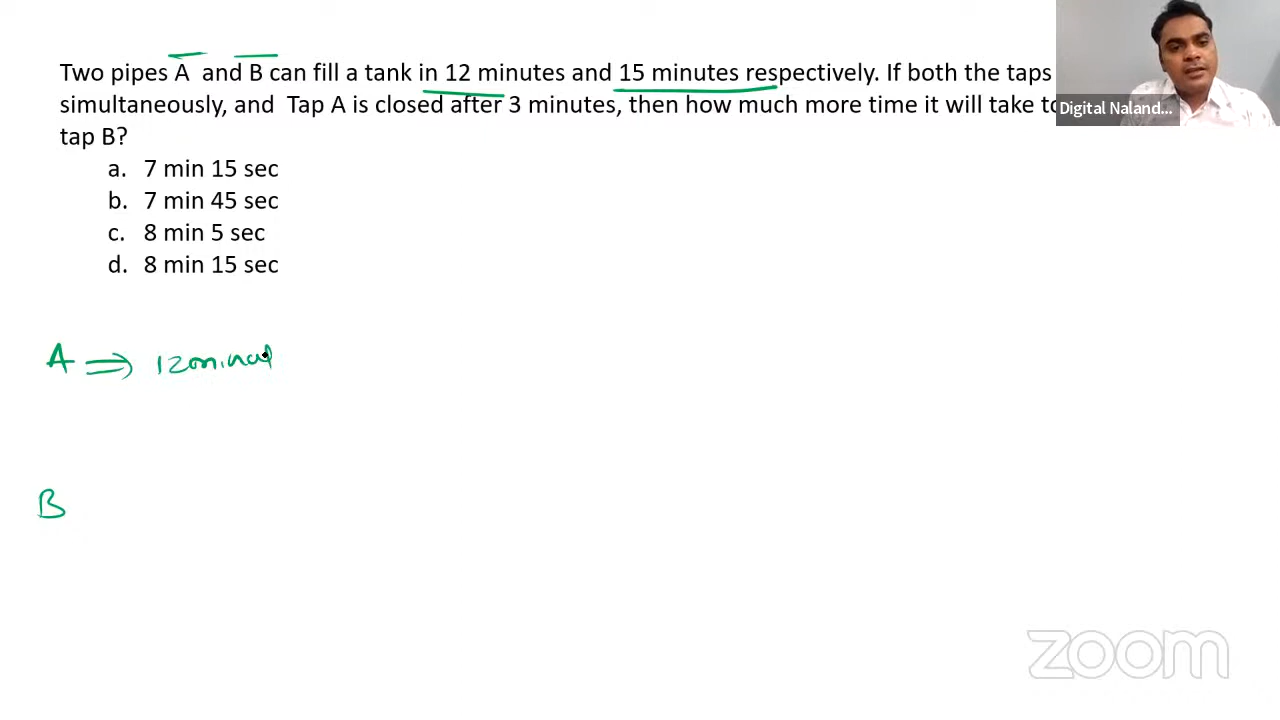 Two pipes A and B can fill a tank in 12 minutes and 15 minutes respectively. If both the taps
simultaneously, and Tap A is closed after 3 minutes, then how much more time it will take to
tap B?
a. 7 min 15 sec
b. 7 min 45 sec
c. 8 min 5 sec
d. 8 min 15 sec
Digital Naland...
A ⇒ 12
B
zoom